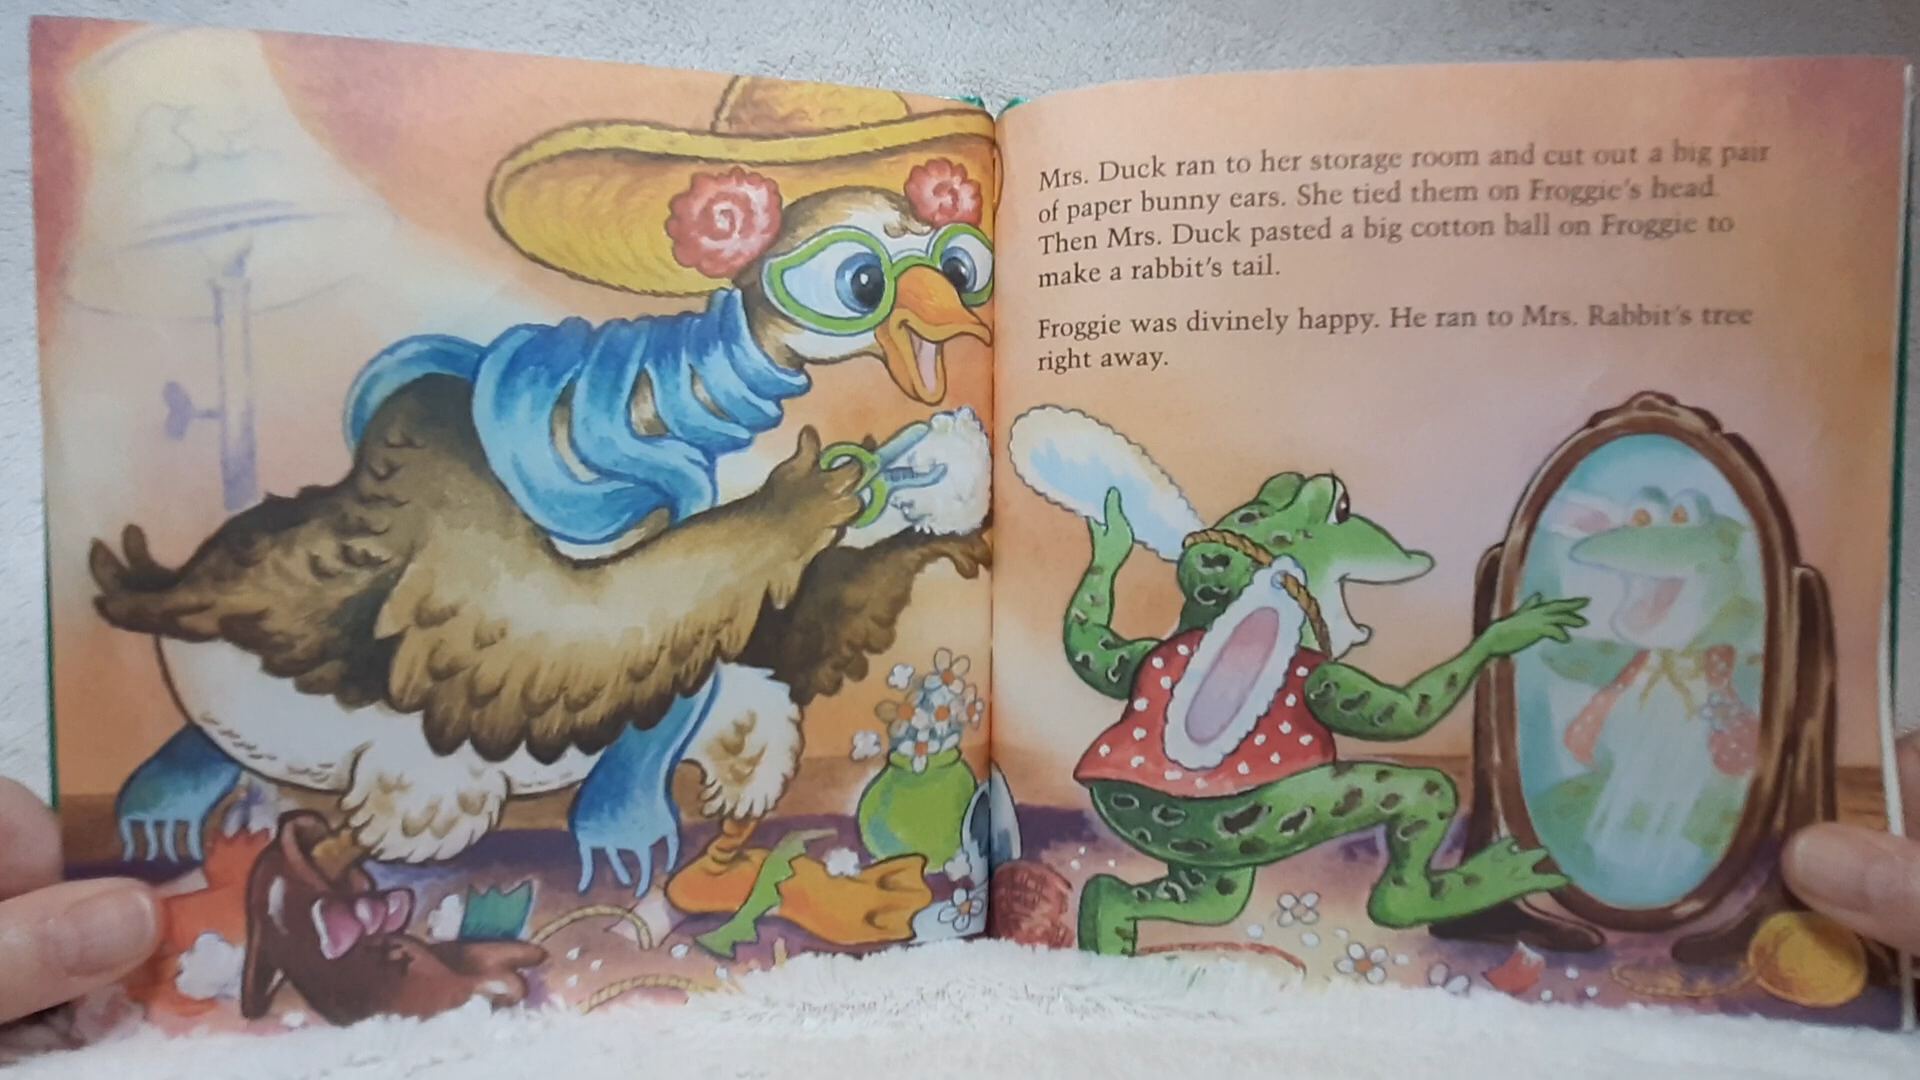 Mrs. Duck ran to her storage room and cut out a big pair
of paper bunny ears. She tied them on Froggie's head.
Then Mrs. Duck pasted a big cotton ball on Froggie to
make a rabbit's tail.
Froggie was divinely happy. He ran to Mrs. Rabbit's tree
right away.